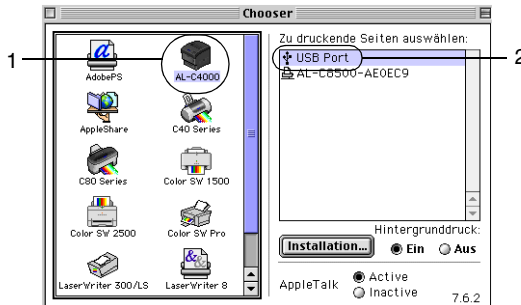 Chooser
1
2
AdobePS
AL-C4000
AppleShare
C40 Series
C80 Series
Color SW 1500
Color SW 2500
Color SW Pro
LaserWriter 300/LS
LaserWriter 8
Zu druckende Seiten auswählen:
USB Port
AL-C8500-AE0EC9
Hintergrunddruck:
Installation...
Ein
Aus
AppleTalk
Active
Inactive
7.6.2